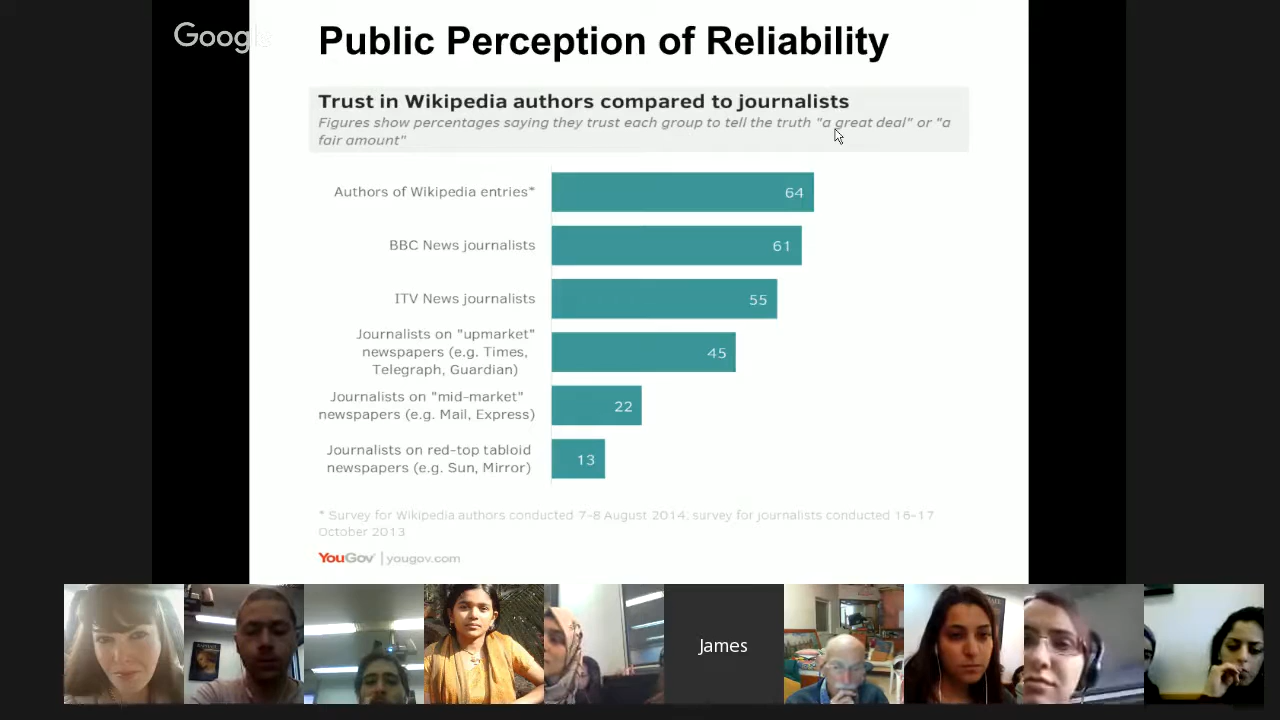 Google
Public Perception of Reliability
Trust in Wikipedia authors compared to journalists
Figures show percentages saying they trust each group to tell the truth "a great deal" or "a
fair amount"
Authors of Wikipedia entries*
64
BBC News journalists
61
ITV News journalists
55
Journalists on "upmarket"
newspapers (e.g. Times,
Telegraph, Guardian)
45
Journalists on "mid-market"
newspapers (e.g. Mail, Express)
22
Journalists on red-top tabloid
newspapers (e.g. Sun, Mirror)
13
* Survey for Wikipedia authors conducted 7-8 August 2014, survey for journalists conducted 16-17
October 2013
YouGov | yougov.com
James